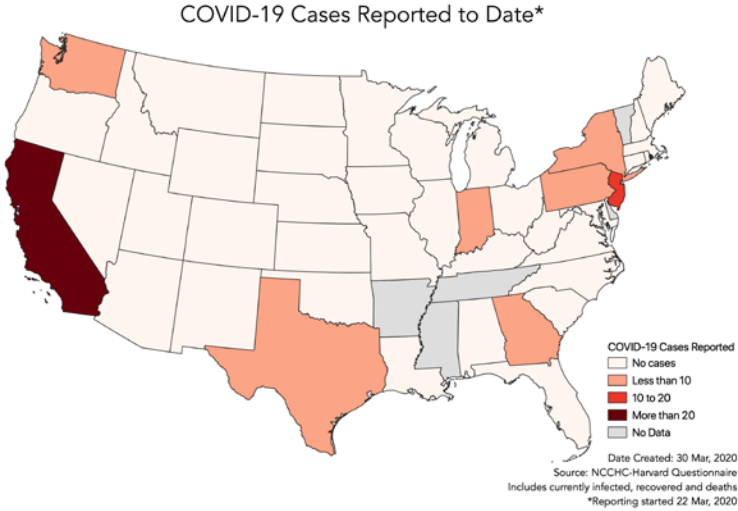 COVID-19 Cases Reported to Date*
COVID-19 Cases Reported
No cases
Less than 10
10 to 20
More than 20
No Data
Date Created: 30 Mar, 2020
Source: NCCHC-Harvard Questionnaire
Includes currently infected, recovered and deaths
*Reporting started 22 Mar, 2020